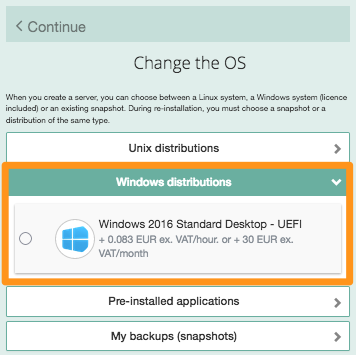 Continue
Change the OS
When you create a server, you can choose between a Linux system, a Windows system (licence
included) or an existing snapshot. During re-installation, you must choose a snapshot or a
distribution of the same type.
Unix distributions
Windows distributions
Windows 2016 Standard Desktop - UEFI
+ 0.083 EUR ex. VAT/hour. or + 30 EUR ex.
VAT/month
Pre-installed applications
My backups (snapshots)